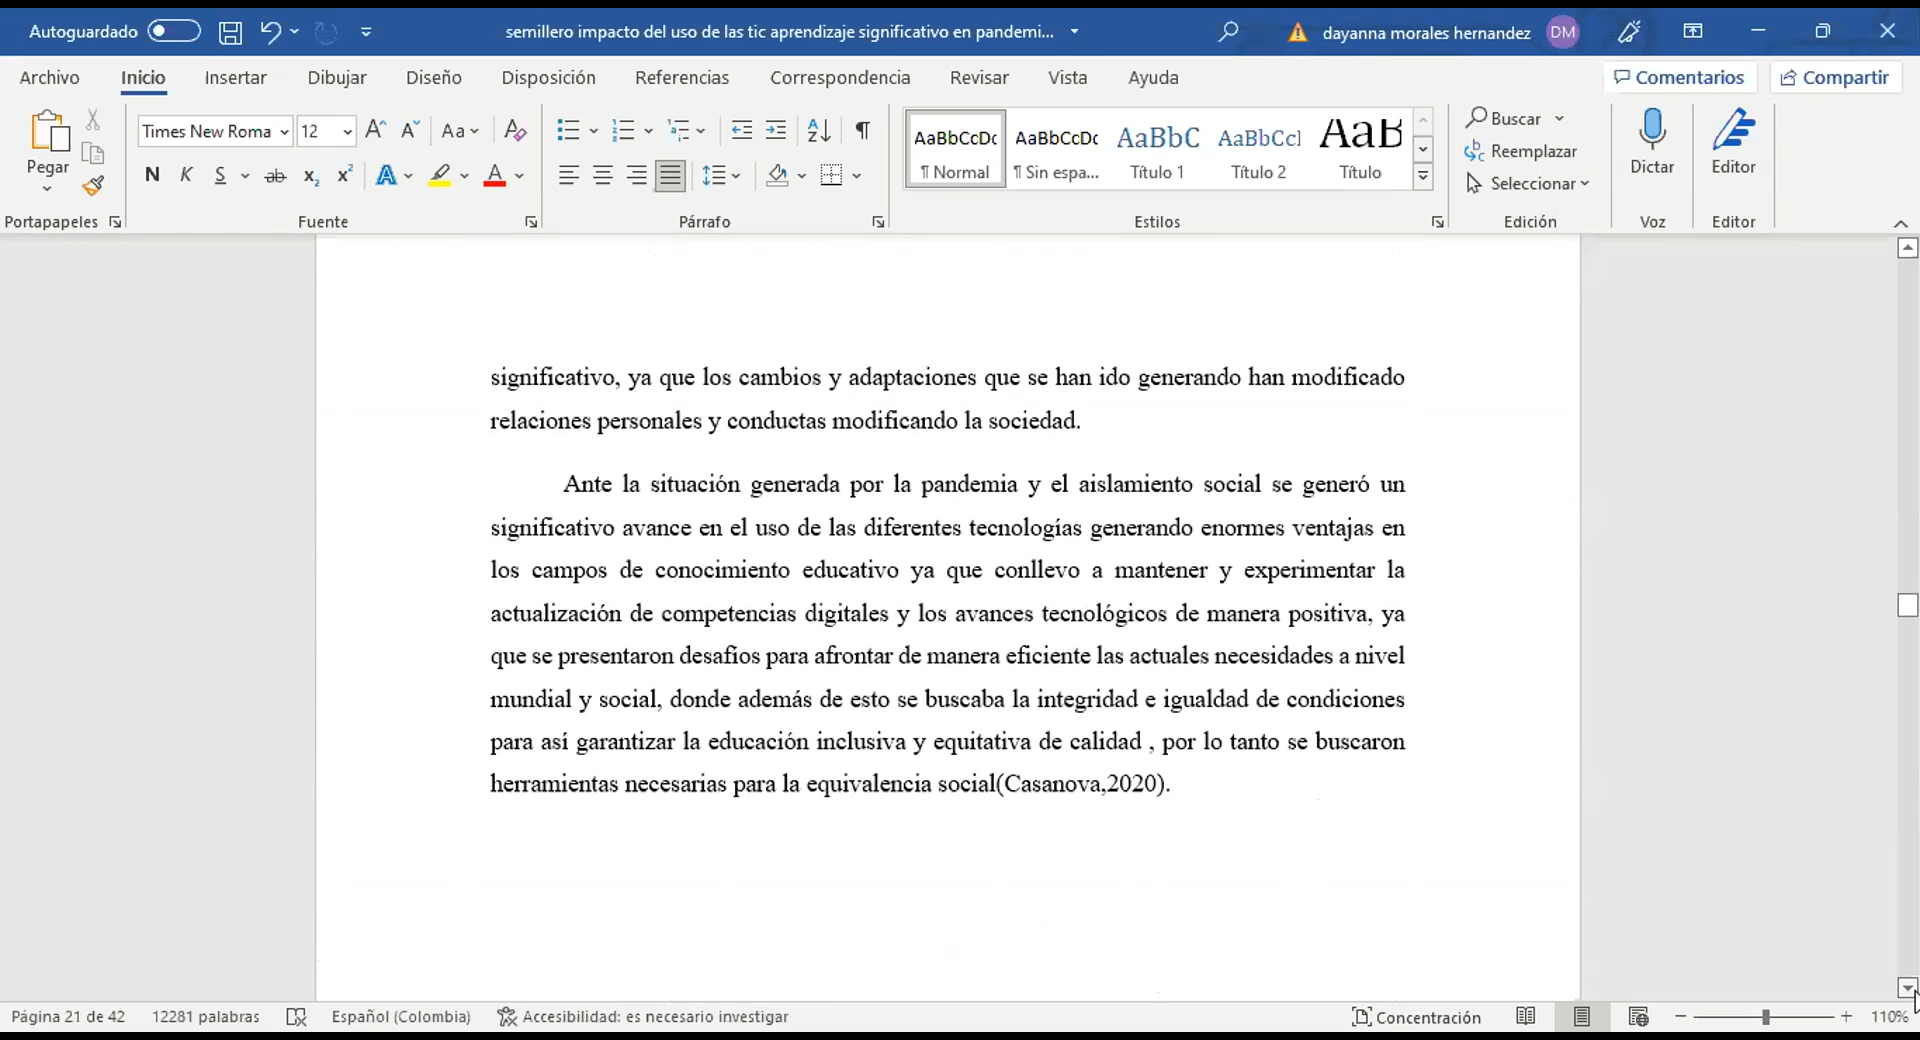 Autoguardado
semillero impacto del uso de las tic aprendizaje significativo en pandemi...
dayanna morales hernandez DM
Archivo Inicio Insertar Dibujar Diseño Disposición Referencias Correspondencia Revisar Vista Ayuda Comentarios Compartir
Pegar
Times New Roma 12 Aa
N K S ab x₂ x² A A
AaBbCcDc AaBbCcDc AaBbC AaBbCcl AaB
¶ Normal ¶ Sin espa... Título 1 Título 2 Título
Buscar
Reemplazar
Seleccionar
Dictar Editor
Portapapeles Fuente Párrafo Estilos Edición Voz Editor
significativo, ya que los cambios y adaptaciones que se han ido generando han modificado
relaciones personales y conductas modificando la sociedad.
Ante la situación generada por la pandemia y el aislamiento social se generó un
significativo avance en el uso de las diferentes tecnologías generando enormes ventajas en
los campos de conocimiento educativo ya que conllevo a mantener y experimentar la
actualización de competencias digitales y los avances tecnológicos de manera positiva, ya
que se presentaron desafíos para afrontar de manera eficiente las actuales necesidades a nivel
mundial y social, donde además de esto se buscaba la integridad e igualdad de condiciones
para así garantizar la educación inclusiva y equitativa de calidad , por lo tanto se buscaron
herramientas necesarias para la equivalencia social(Casanova,2020).
Página 21 de 42 12281 palabras Español (Colombia) Accesibilidad: es necesario investigar Concentración 110%